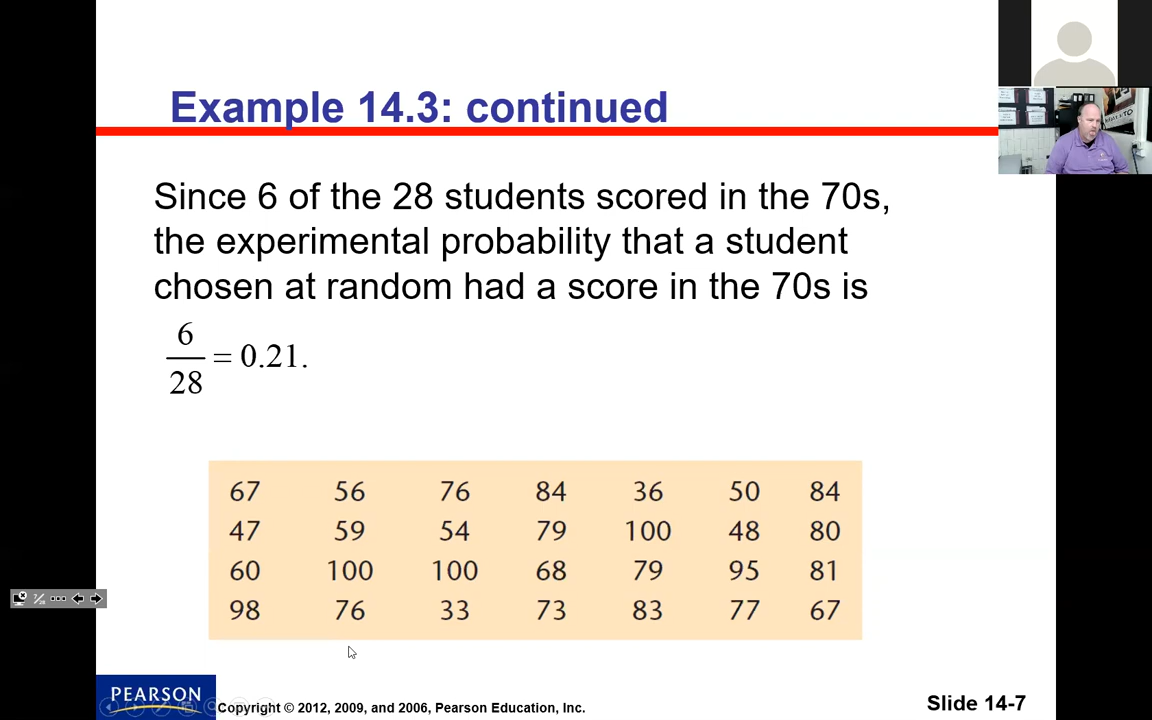 Example 14.3: continued
Since 6 of the 28 students scored in the 70s,
the experimental probability that a student
chosen at random had a score in the 70s is
6
28
= 0.21.
67 56 76 84 36 50 84
47 59 54 79 100 48 80
60 100 100 68 79 95 81
98 76 33 73 83 77 67
PEARSON
Copyright © 2012, 2009, and 2006, Pearson Education, Inc.
Slide 14-7